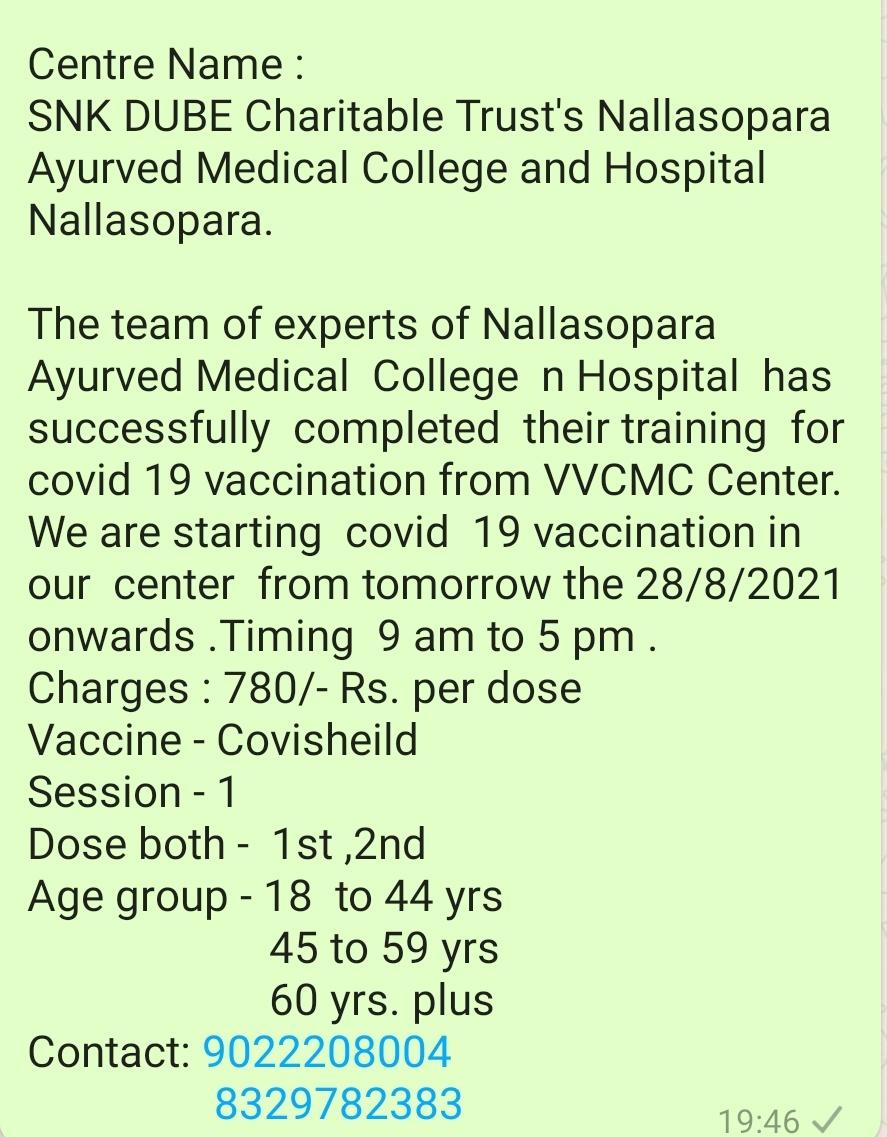 Centre Name :
SNK DUBE Charitable Trust's Nallasopara
Ayurved Medical College and Hospital
Nallasopara.
The team of experts of Nallasopara
Ayurved Medical College n Hospital has
successfully completed their training for
covid 19 vaccination from VVCMC Center.
We are starting covid 19 vaccination in
our center from tomorrow the 28/8/2021
onwards .Timing 9 am to 5 pm .
Charges : 780/- Rs. per dose
Vaccine - Covisheild
Session - 1
Dose both - 1st ,2nd
Age group - 18 to 44 yrs
45 to 59 yrs
60 yrs. plus
Contact: 9022208004
8329782383
19:46